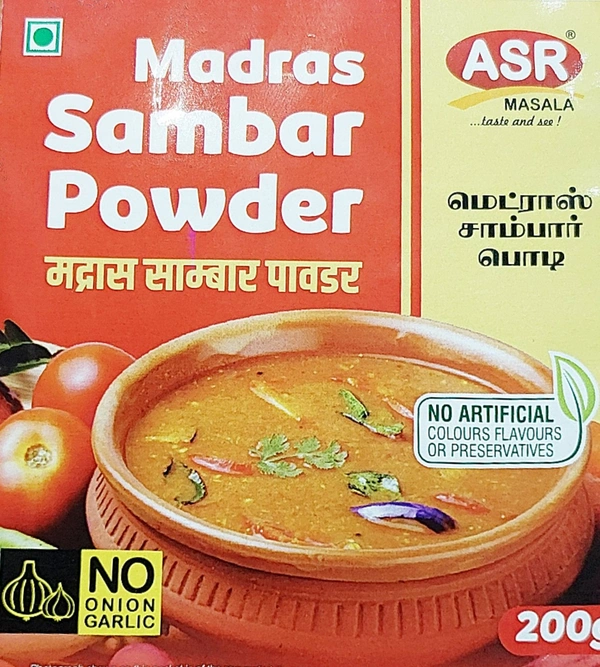 Madras
Sambar
Powder
मद्रास साम्बार पावडर
ASR®
MASALA
...taste and see !
மெட்ராஸ்
சாம்பார்
பொடி
NO ARTIFICIAL
COLOURS FLAVOURS
OR PRESERVATIVES
NO
ONION
GARLIC
200g